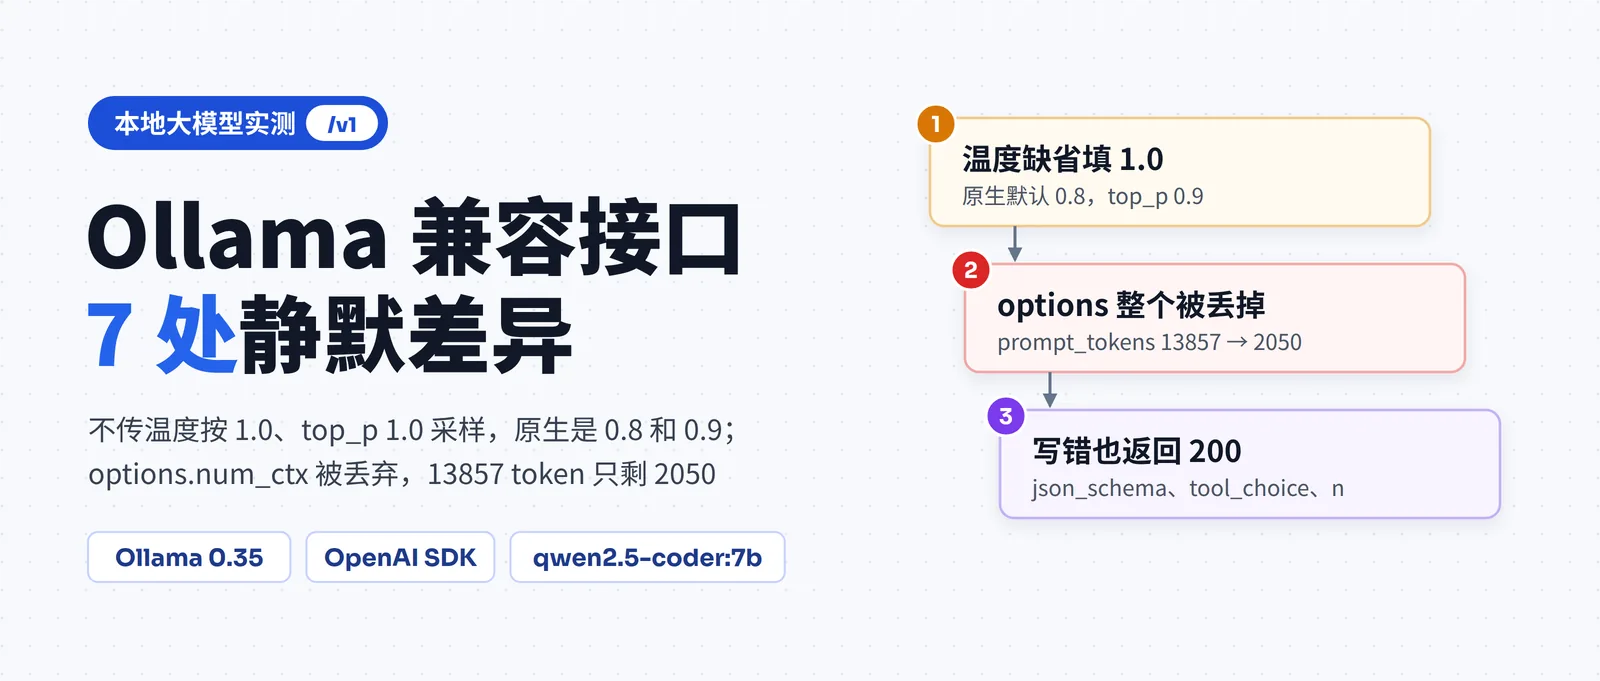 本地大模型实测 /v1
Ollama 兼容接口
7 处静默差异
不传温度按 1.0、top_p 1.0 采样，原生是 0.8 和 0.9；
options.num_ctx 被丢弃，13857 token 只剩 2050
Ollama 0.35
OpenAI SDK
qwen2.5-coder:7b
1
温度缺省填 1.0
原生默认 0.8，top_p 0.9
2
options 整个被丢掉
prompt_tokens 13857 → 2050
3
写错也返回 200
json_schema、tool_choice、n